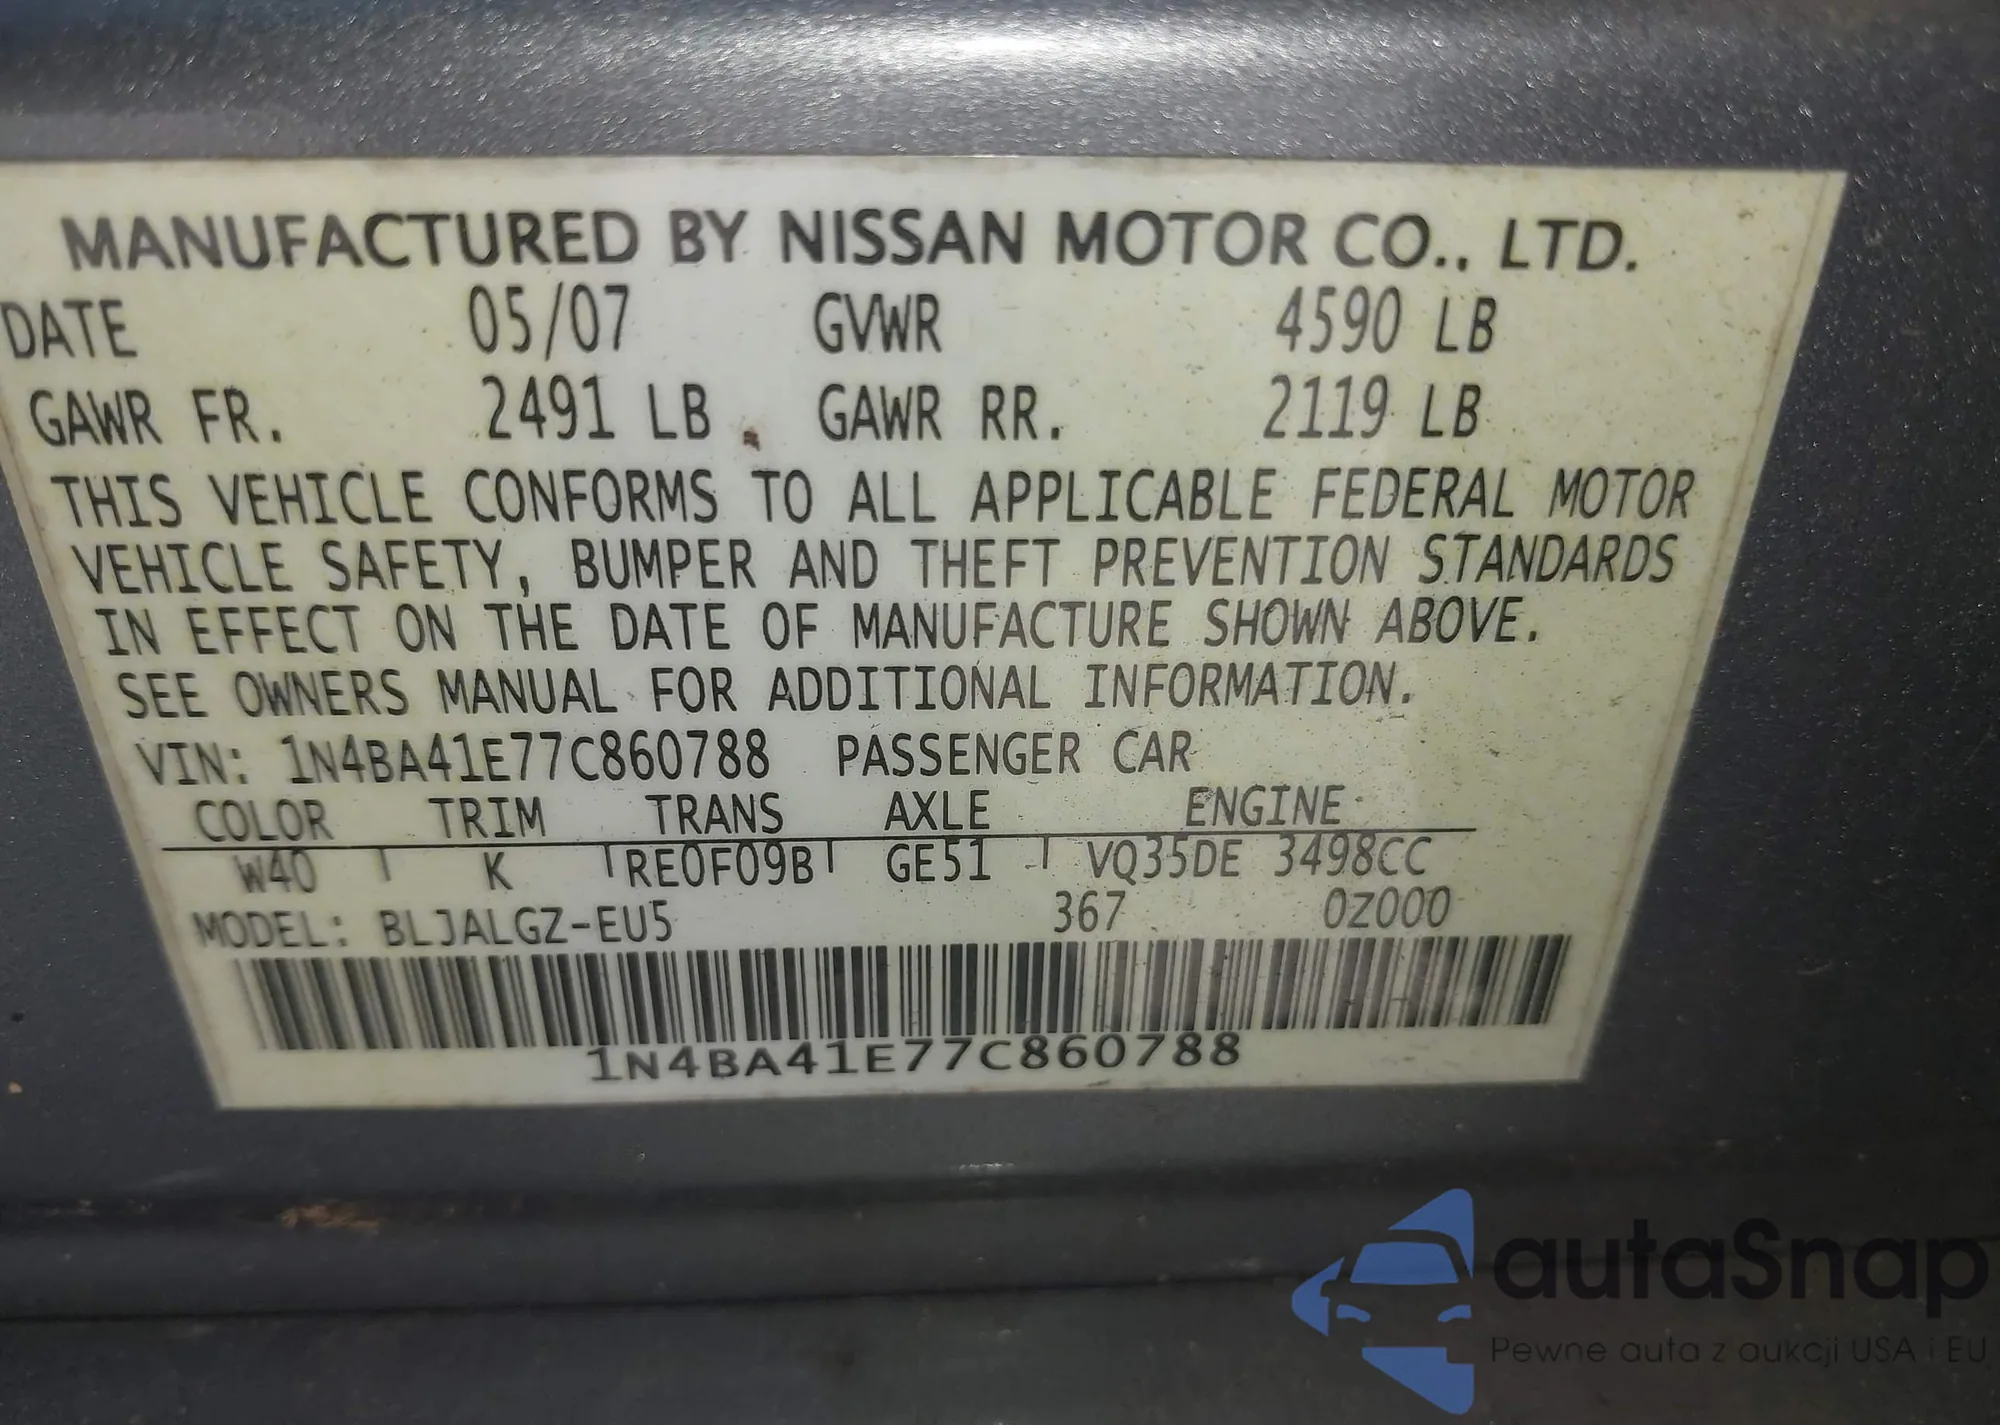 MANUFACTURED BY NISSAN MOTOR CO., LTD.
DATE 05/07 GVWR 4590 LB
GAWR FR. 2491 LB GAWR RR. 2119 LB
THIS VEHICLE CONFORMS TO ALL APPLICABLE FEDERAL MOTOR
VEHICLE SAFETY, BUMPER AND THEFT PREVENTION STANDARDS
IN EFFECT ON THE DATE OF MANUFACTURE SHOWN ABOVE.
SEE OWNERS MANUAL FOR ADDITIONAL INFORMATION.
VIN: 1N4BA41E77C860788 PASSENGER CAR
COLOR TRIM TRANS AXLE ENGINE
W40 K RE0F09B GE51 VQ35DE 3498CC
MODEL: BLJALGZ-EU5 367 0Z000
1N4BA41E77C860788
autaSnap
Pewne auta z aukcji USA i EU